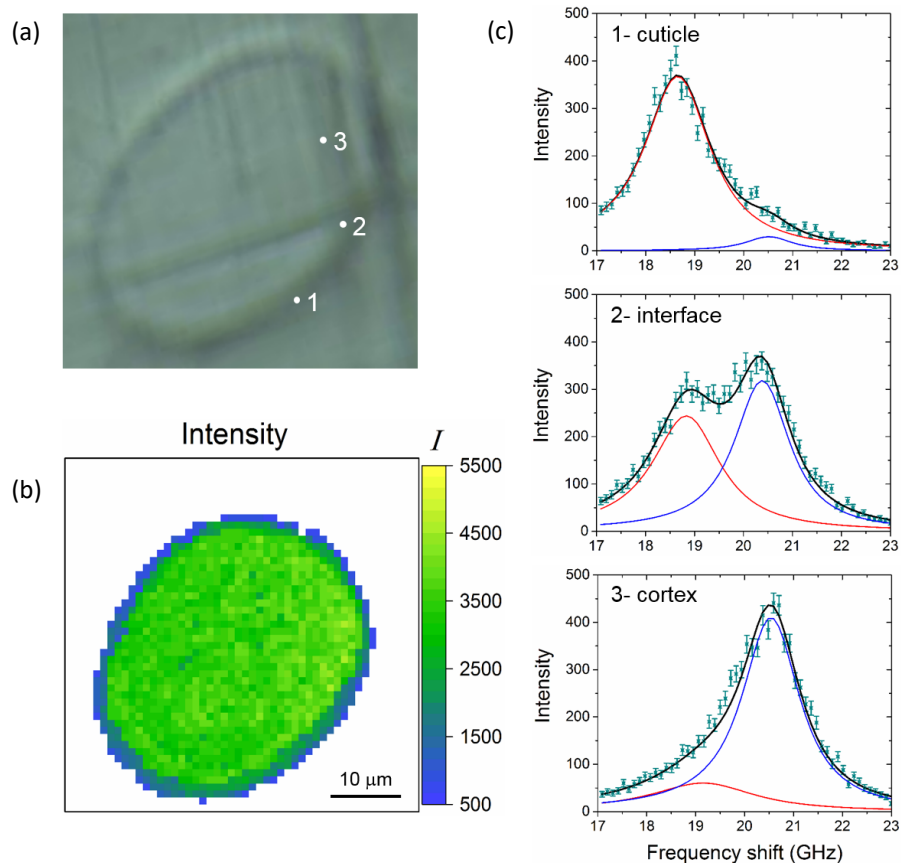 (a)
1
2
3
(b)
Intensity
I
5500
4500
3500
2500
1500
500
10 μm
(c)
1- cuticle
Intensity
500
400
300
200
100
0
17 18 19 20 21 22 23
2- interface
Intensity
500
400
300
200
100
0
17 18 19 20 21 22 23
3- cortex
Intensity
500
400
300
200
100
0
17 18 19 20 21 22 23
Frequency shift (GHz)